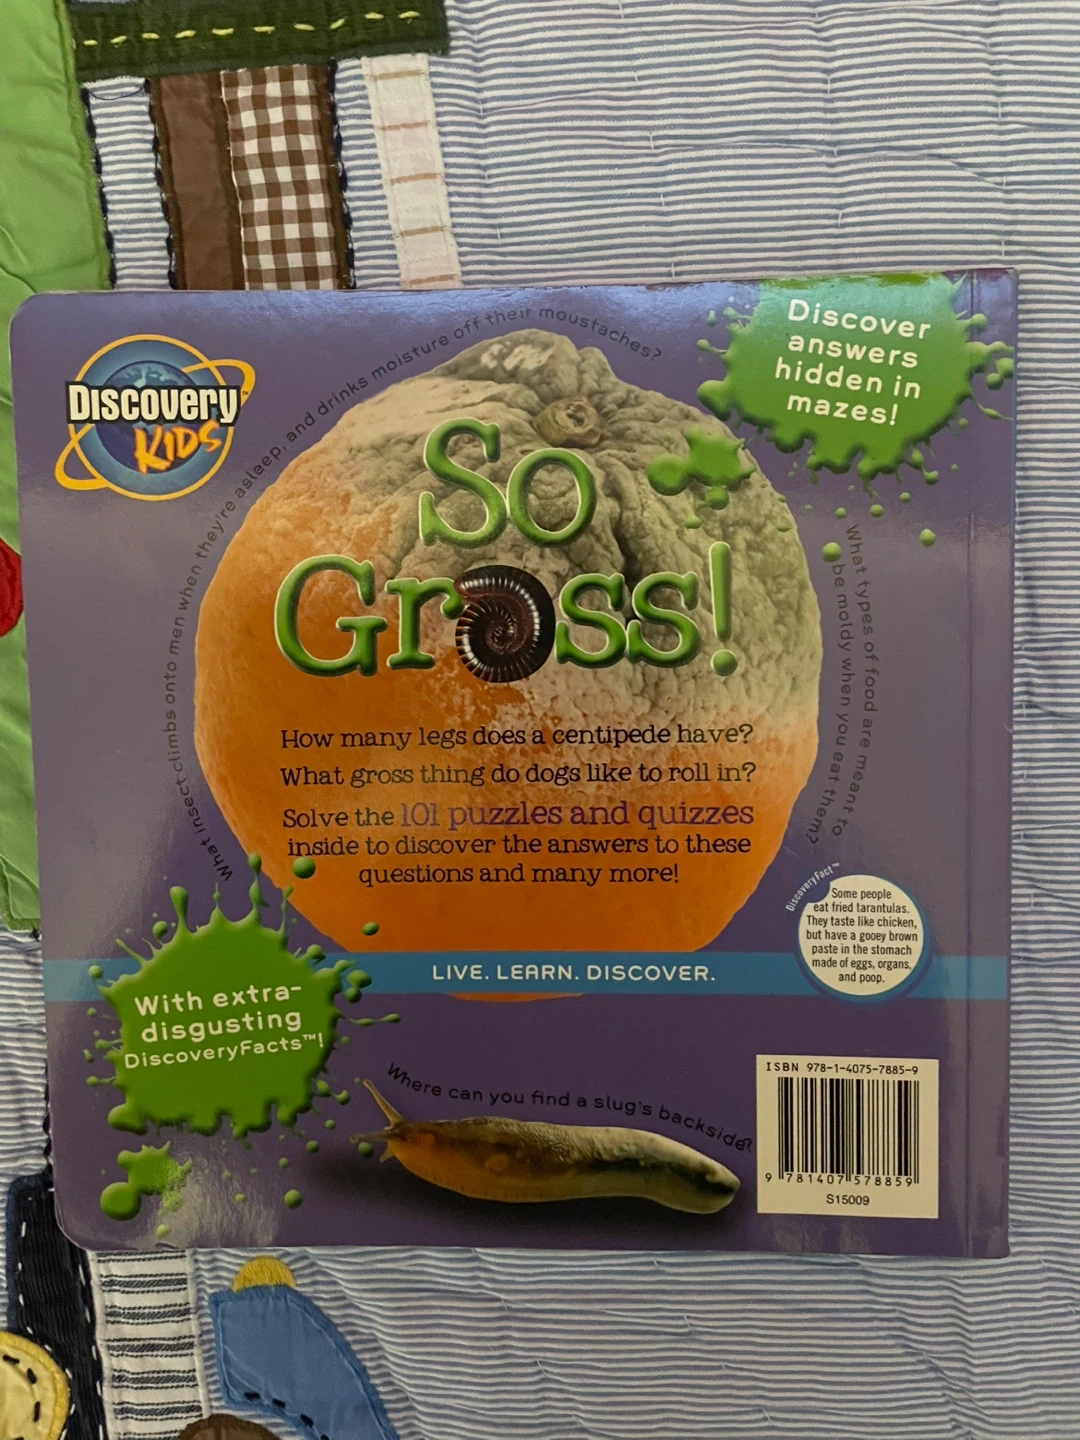 Discovery™
KIDS
What insect climbs onto men when they're asleep, and drinks moisture off their moustaches?
Discover
answers
hidden in
mazes!
So
Gross!
What types of food are meant to
be moldy when you eat them?
How many legs does a centipede have?
What gross thing do dogs like to roll in?
Solve the 101 puzzles and quizzes
inside to discover the answers to these
questions and many more!
DiscoveryFact™
Some people
eat fried tarantulas.
They taste like chicken,
but have a gooey brown
paste in the stomach
made of eggs, organs,
and poop.
LIVE. LEARN. DISCOVER.
With extra-
disgusting
DiscoveryFacts™!
Where can you find a slug's backside?
ISBN 978-1-4075-7885-9
9 781407 578859
S15009